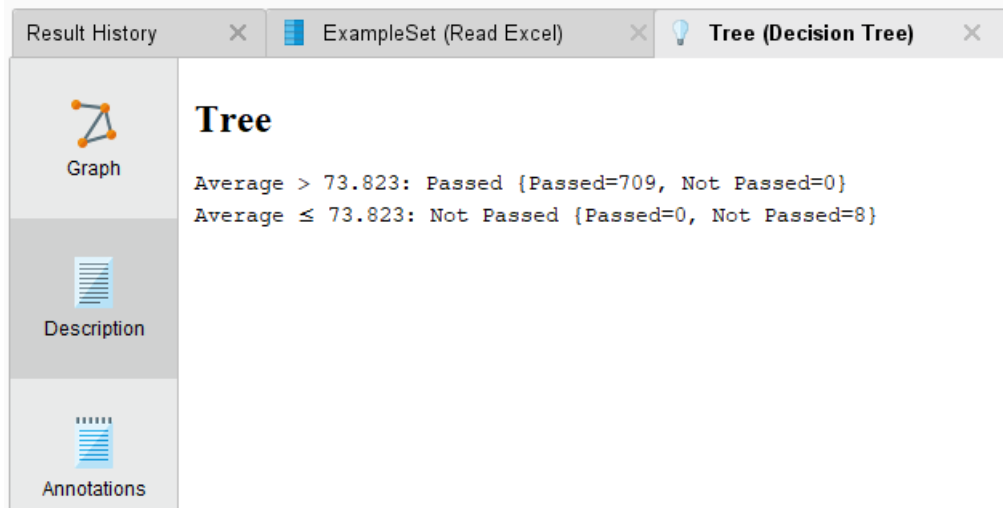 Result History
ExampleSet (Read Excel)
Tree (Decision Tree)
Graph
Tree
Average > 73.823: Passed {Passed=709, Not Passed=0}
Average ≤ 73.823: Not Passed {Passed=0, Not Passed=8}
Description
Annotations